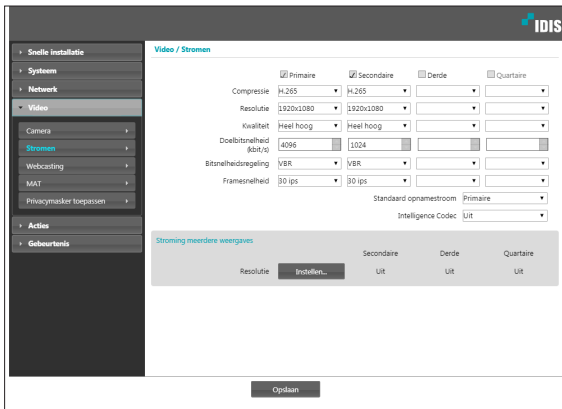 IDIS
Snelle installatie
Systeem
Netwerk
Video
Camera
Stromen
Webcasting
MAT
Privacymasker toepassen
Acties
Gebeurtenis
Video / Stromen
Primaire Secondaire Derde Quartaire
Compressie H.265 H.265
Resolutie 1920x1080 1920x1080
Kwaliteit Heel hoog Heel hoog
Doelbitsnelheid
(kbit/s) 4096 1024
Bitsnelheidsregeling VBR VBR
Framesnelheid 30 ips 30 ips
Standaard opnamestroom Primaire
Intelligence Codec Uit
Stroming meerdere weergaves
Secondaire Derde Quartaire
Resolutie Instellen... Uit Uit Uit
Opslaan